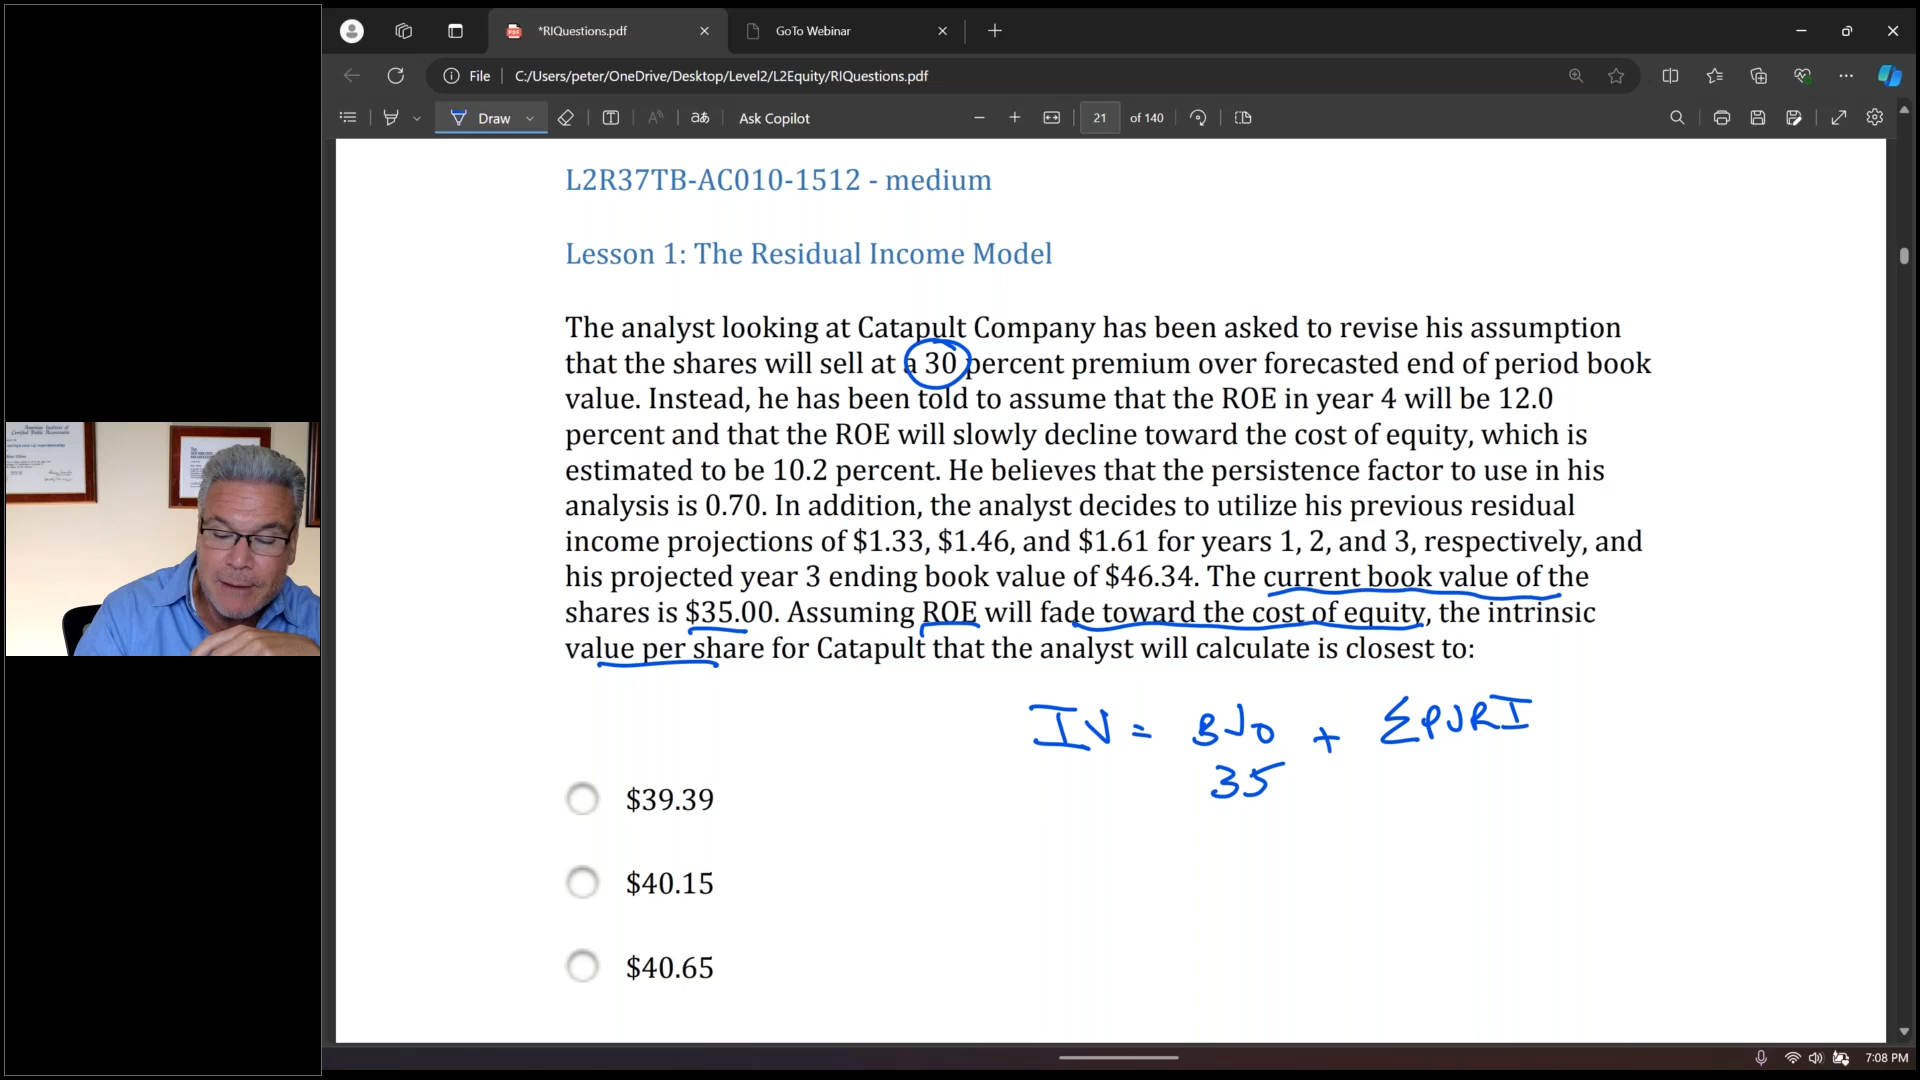 *RIQuestions.pdf
GoTo Webinar
File C:/Users/peter/OneDrive/Desktop/Level2/L2Equity/RIQuestions.pdf
Draw aあ Ask Copilot 21 of 140
L2R37TB-AC010-1512 - medium
Lesson 1: The Residual Income Model
The analyst looking at Catapult Company has been asked to revise his assumption
that the shares will sell at a 30 percent premium over forecasted end of period book
value. Instead, he has been told to assume that the ROE in year 4 will be 12.0
percent and that the ROE will slowly decline toward the cost of equity, which is
estimated to be 10.2 percent. He believes that the persistence factor to use in his
analysis is 0.70. In addition, the analyst decides to utilize his previous residual
income projections of $1.33, $1.46, and $1.61 for years 1, 2, and 3, respectively, and
his projected year 3 ending book value of $46.34. The current book value of the
shares is $35.00. Assuming ROE will fade toward the cost of equity, the intrinsic
value per share for Catapult that the analyst will calculate is closest to:
IV = BV0 + ΣPVRI
35
$39.39
$40.15
$40.65
7:08 PM